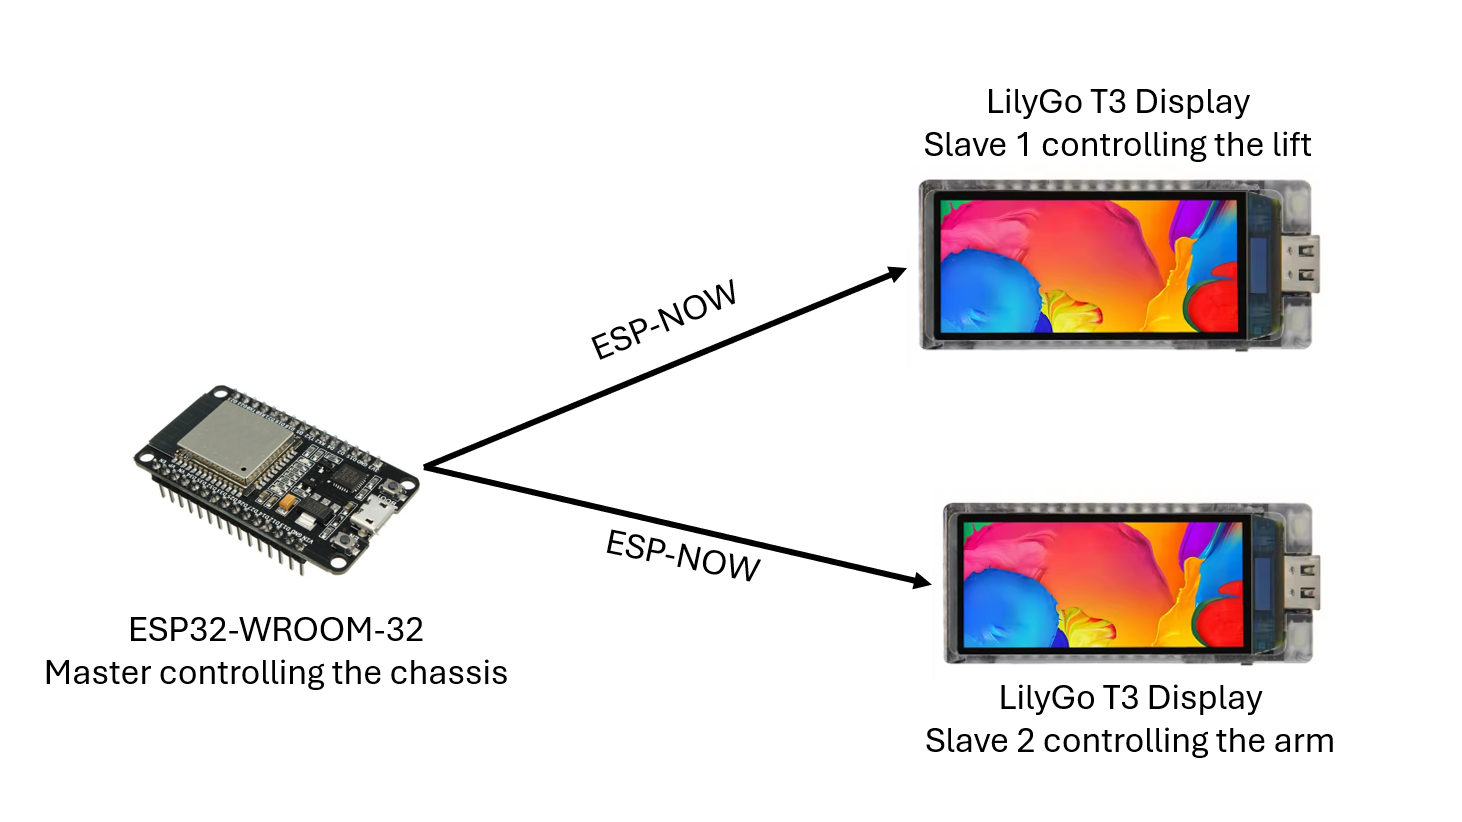 LilyGo T3 Display
Slave 1 controlling the lift
ESP-NOW
ESP-NOW
ESP32-WROOM-32
Master controlling the chassis
LilyGo T3 Display
Slave 2 controlling the arm